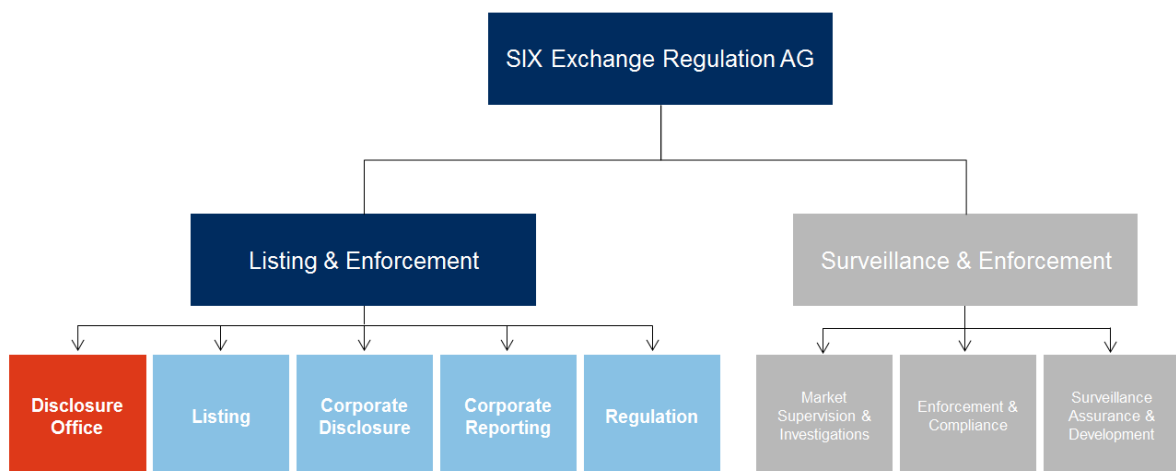 SIX Exchange Regulation AG
Listing & Enforcement
Surveillance & Enforcement
Disclosure
Office
Listing
Corporate
Disclosure
Corporate
Reporting
Regulation
Market
Supervision &
Investigations
Enforcement &
Compliance
Surveillance
Assurance &
Development